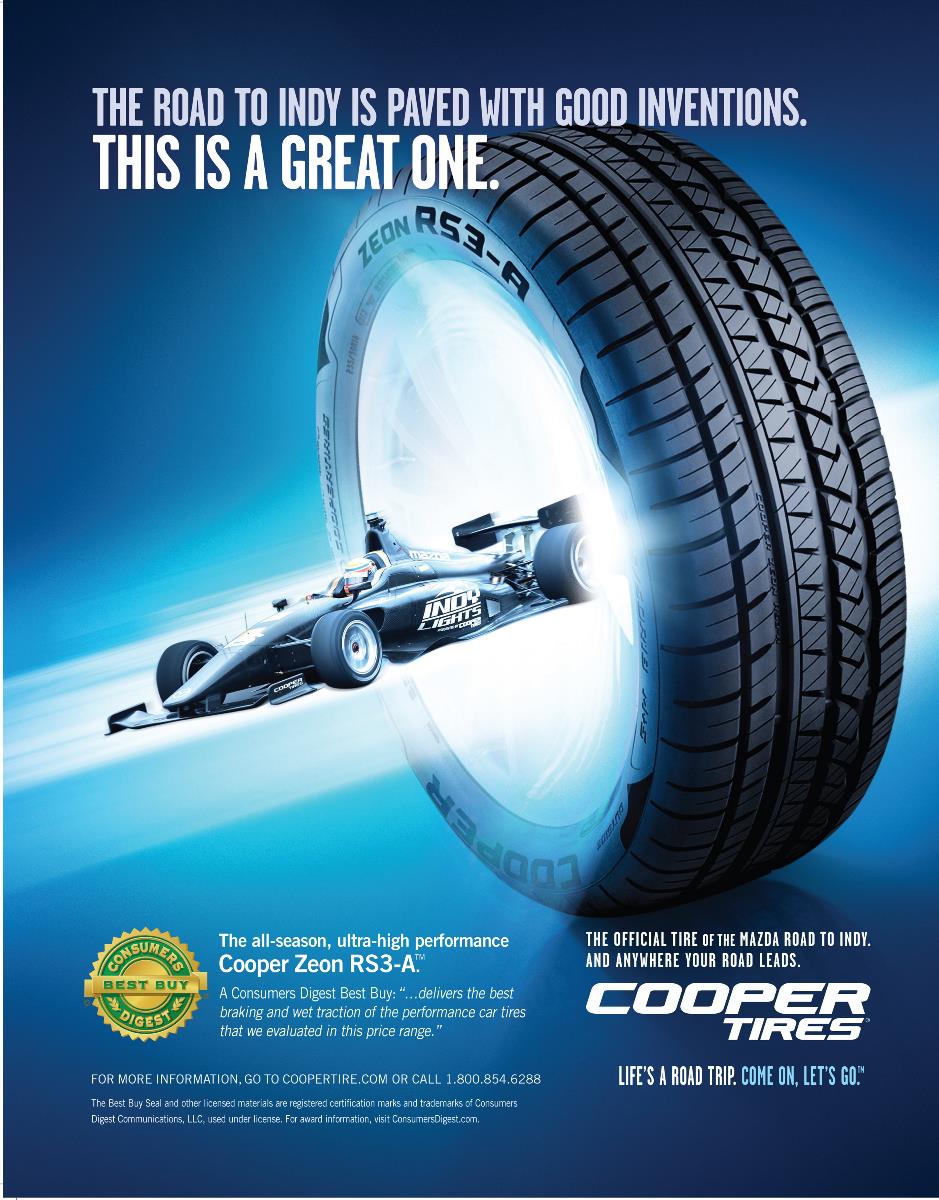 THE ROAD TO INDY IS PAVED WITH GOOD INVENTIONS.
THIS IS A GREAT ONE.
ZEON RS3-A
mazda
INDY
LIGHTS
COOPER
COOPER
CONSUMERS
BEST BUY
DIGEST
The all-season, ultra-high performance
Cooper Zeon RS3-A.™
A Consumers Digest Best Buy: “...delivers the best
braking and wet traction of the performance car tires
that we evaluated in this price range.”
FOR MORE INFORMATION, GO TO COOPERTIRE.COM OR CALL 1.800.854.6288
The Best Buy Seal and other licensed materials are registered certification marks and trademarks of Consumers
Digest Communications, LLC, used under license. For award information, visit ConsumersDigest.com.
THE OFFICIAL TIRE OF THE MAZDA ROAD TO INDY.
AND ANYWHERE YOUR ROAD LEADS.
COOPER
TIRES
LIFE'S A ROAD TRIP. COME ON, LET'S GO.™